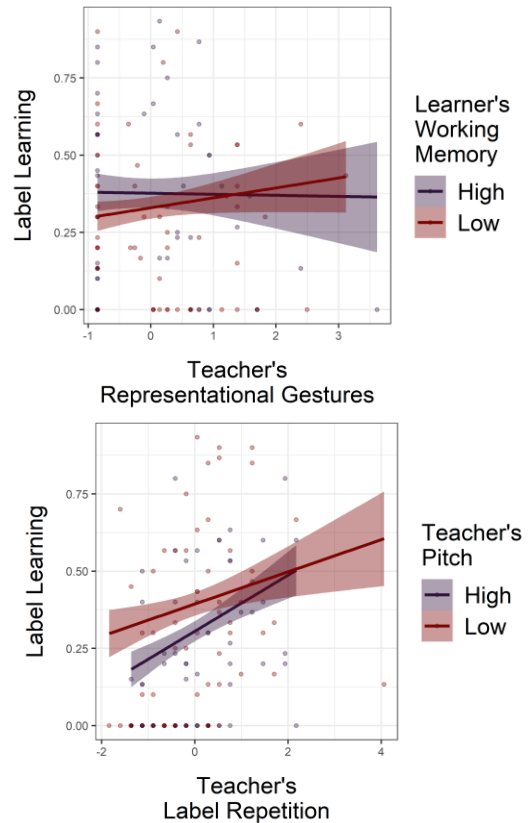 Label Learning
0.75
0.50
0.25
0.00
-1
0
1
2
3
Teacher's
Representational Gestures
Learner's
Working
Memory
High
Low
Label Learning
0.75
0.50
0.25
0.00
-2
0
2
4
Teacher's
Label Repetition
Teacher's
Pitch
High
Low